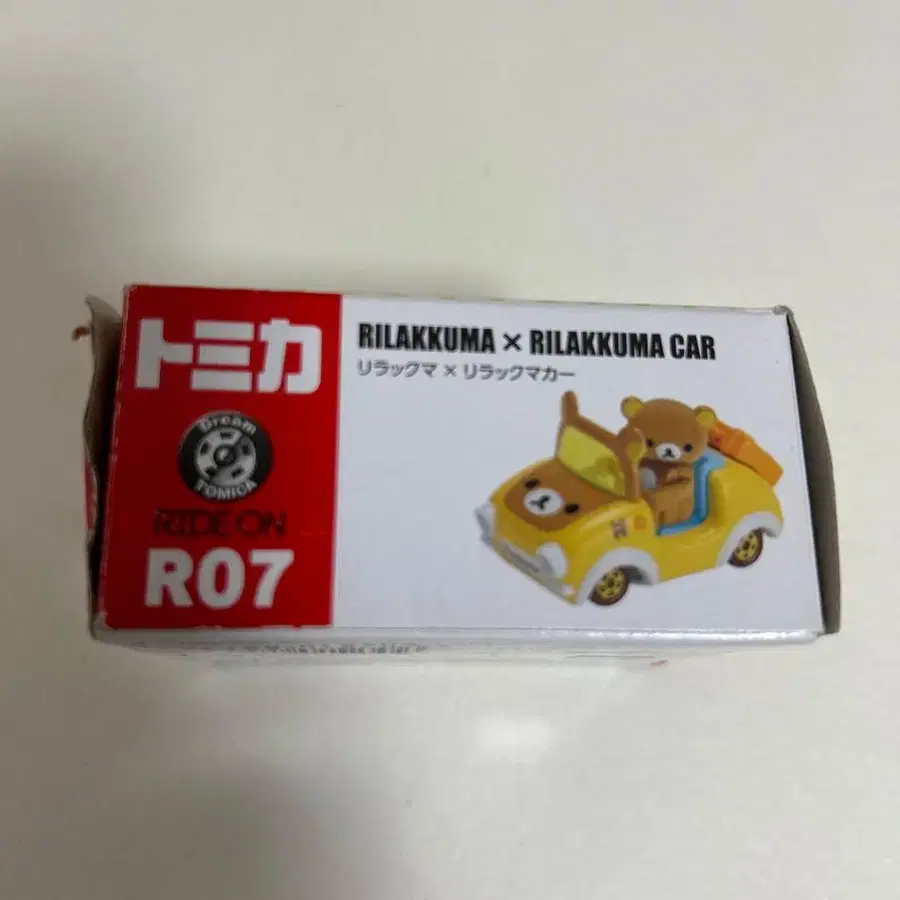 トミカ
Dream
TOMICA
RIDE ON
R07
RILAKKUMA × RILAKKUMA CAR
リラックマ × リラックマカー